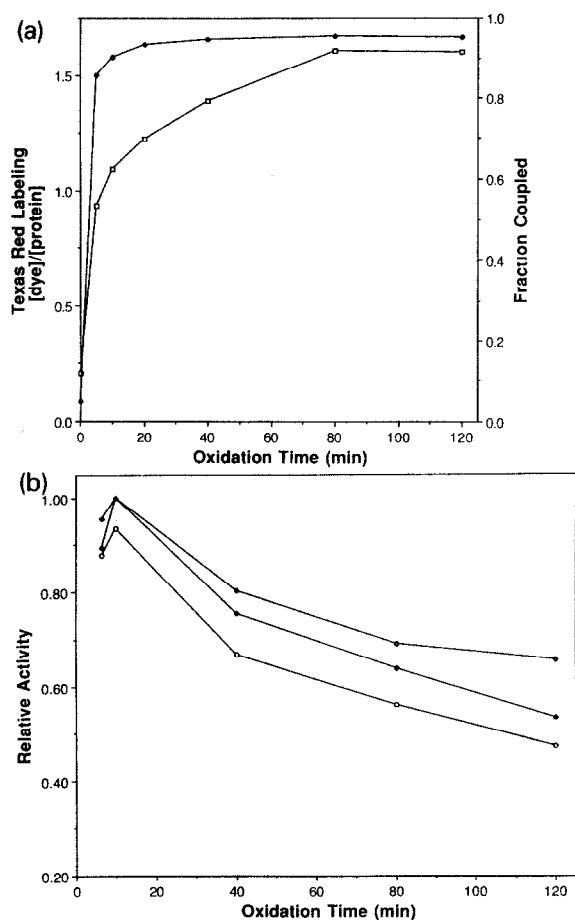 (a)
1.5
1.0
0.5
0.0
Texas Red Labeling
[dye]/[protein]
1.0
0.8
0.6
0.4
0.2
0.0
Fraction Coupled
0 20 40 60 80 100 120
Oxidation Time (min)
(b)
1.00
0.80
0.60
0.40
0.20
Relative Activity
0 20 40 60 80 100 120
Oxidation Time (min)